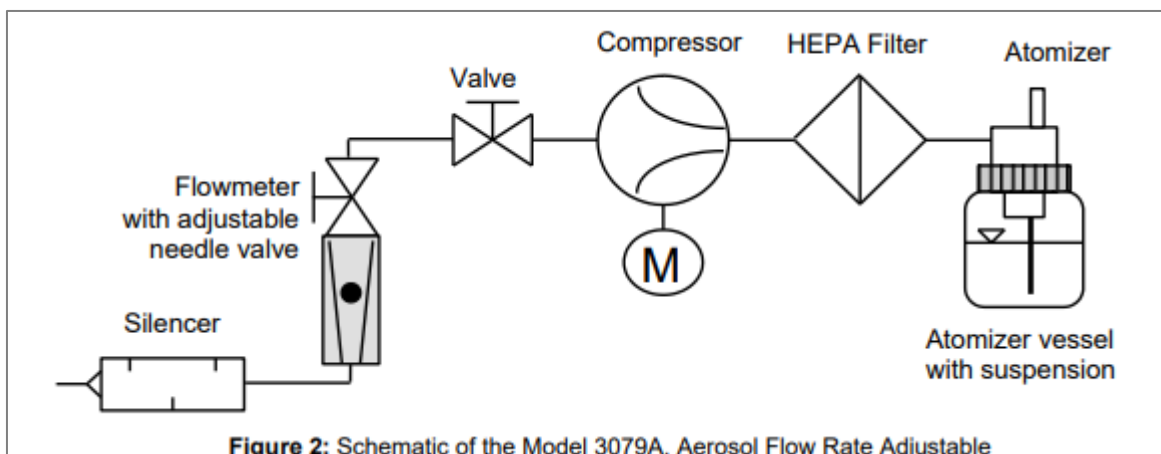 Compressor
HEPA Filter
Atomizer
Valve
Flowmeter
with adjustable
needle valve
M
Silencer
Atomizer vessel
with suspension
Figure 2: Schematic of the Model 3079A, Aerosol Flow Rate Adjustable